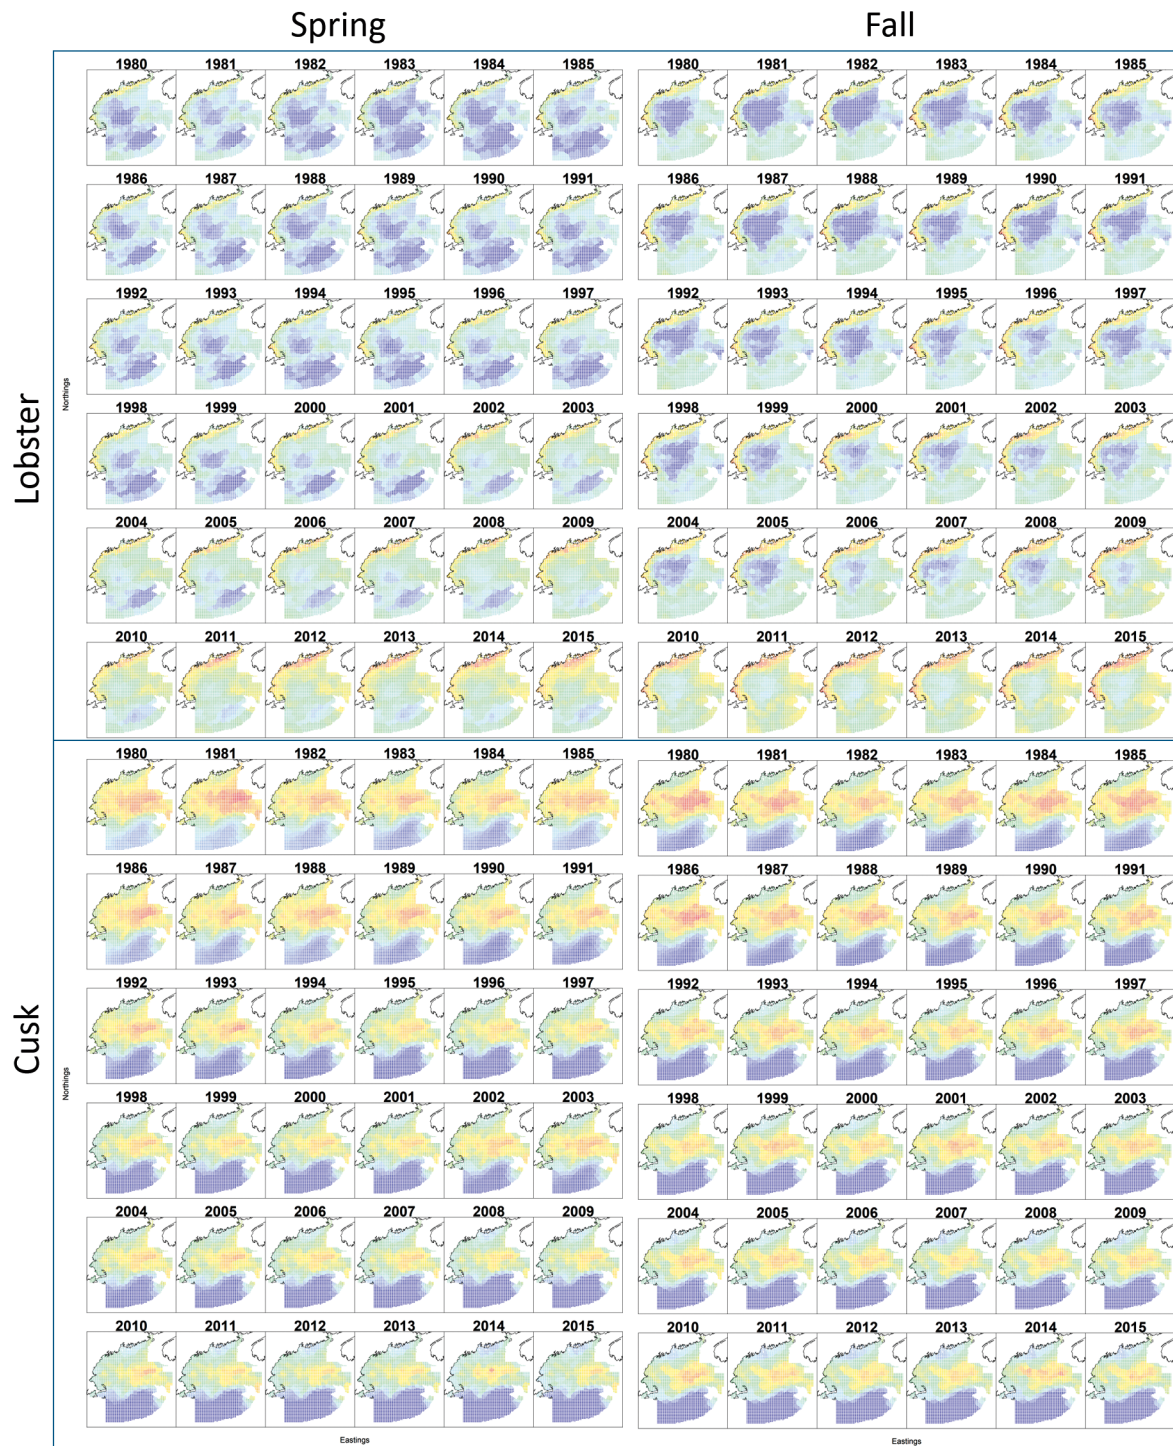 Spring Fall
Lobster
Northings
1980 1981 1982 1983 1984 1985 1980 1981 1982 1983 1984 1985
1986 1987 1988 1989 1990 1991 1986 1987 1988 1989 1990 1991
1992 1993 1994 1995 1996 1997 1992 1993 1994 1995 1996 1997
1998 1999 2000 2001 2002 2003 1998 1999 2000 2001 2002 2003
2004 2005 2006 2007 2008 2009 2004 2005 2006 2007 2008 2009
2010 2011 2012 2013 2014 2015 2010 2011 2012 2013 2014 2015
Cusk
Northings
1980 1981 1982 1983 1984 1985 1980 1981 1982 1983 1984 1985
1986 1987 1988 1989 1990 1991 1986 1987 1988 1989 1990 1991
1992 1993 1994 1995 1996 1997 1992 1993 1994 1995 1996 1997
1998 1999 2000 2001 2002 2003 1998 1999 2000 2001 2002 2003
2004 2005 2006 2007 2008 2009 2004 2005 2006 2007 2008 2009
2010 2011 2012 2013 2014 2015 2010 2011 2012 2013 2014 2015
Eastings Eastings